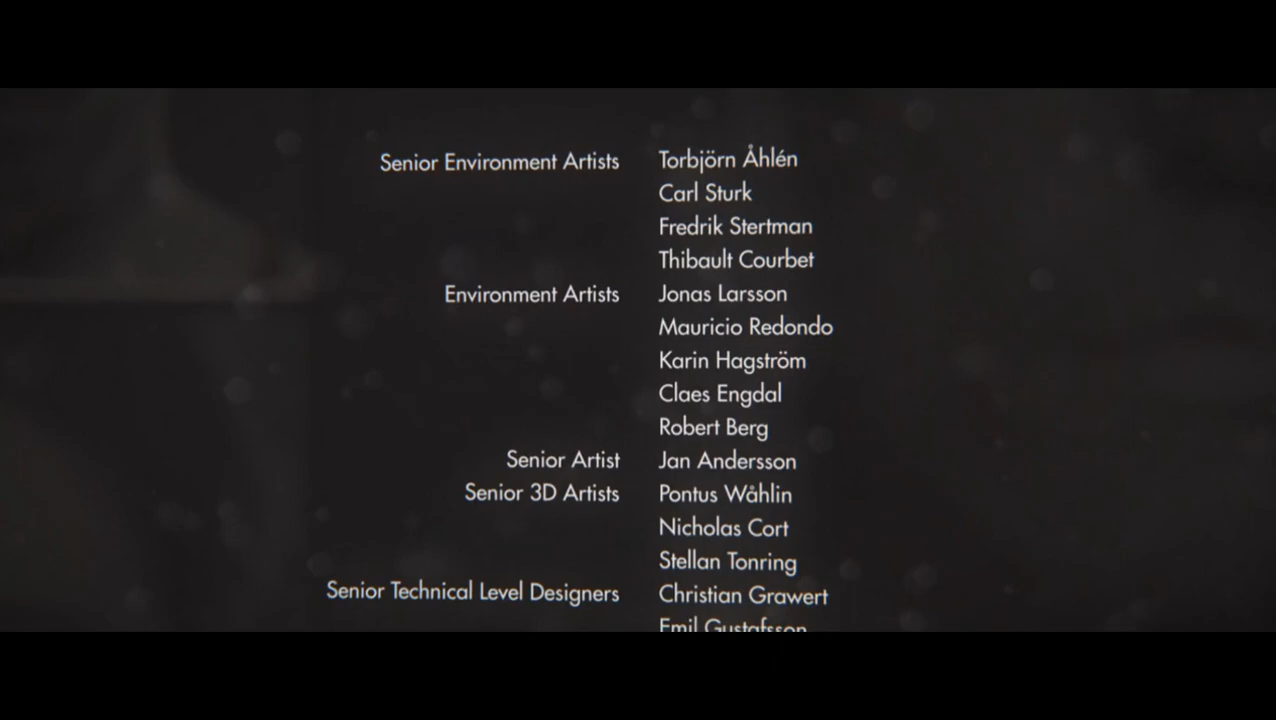 Senior Environment Artists Torbjörn Åhlén
Carl Sturk
Fredrik Stertman
Thibault Courbet
Environment Artists Jonas Larsson
Mauricio Redondo
Karin Hagström
Claes Engdal
Robert Berg
Senior Artist Jan Andersson
Senior 3D Artists Pontus Wåhlin
Nicholas Cort
Stellan Tonring
Senior Technical Level Designers Christian Grawert
Emil Gustafsson